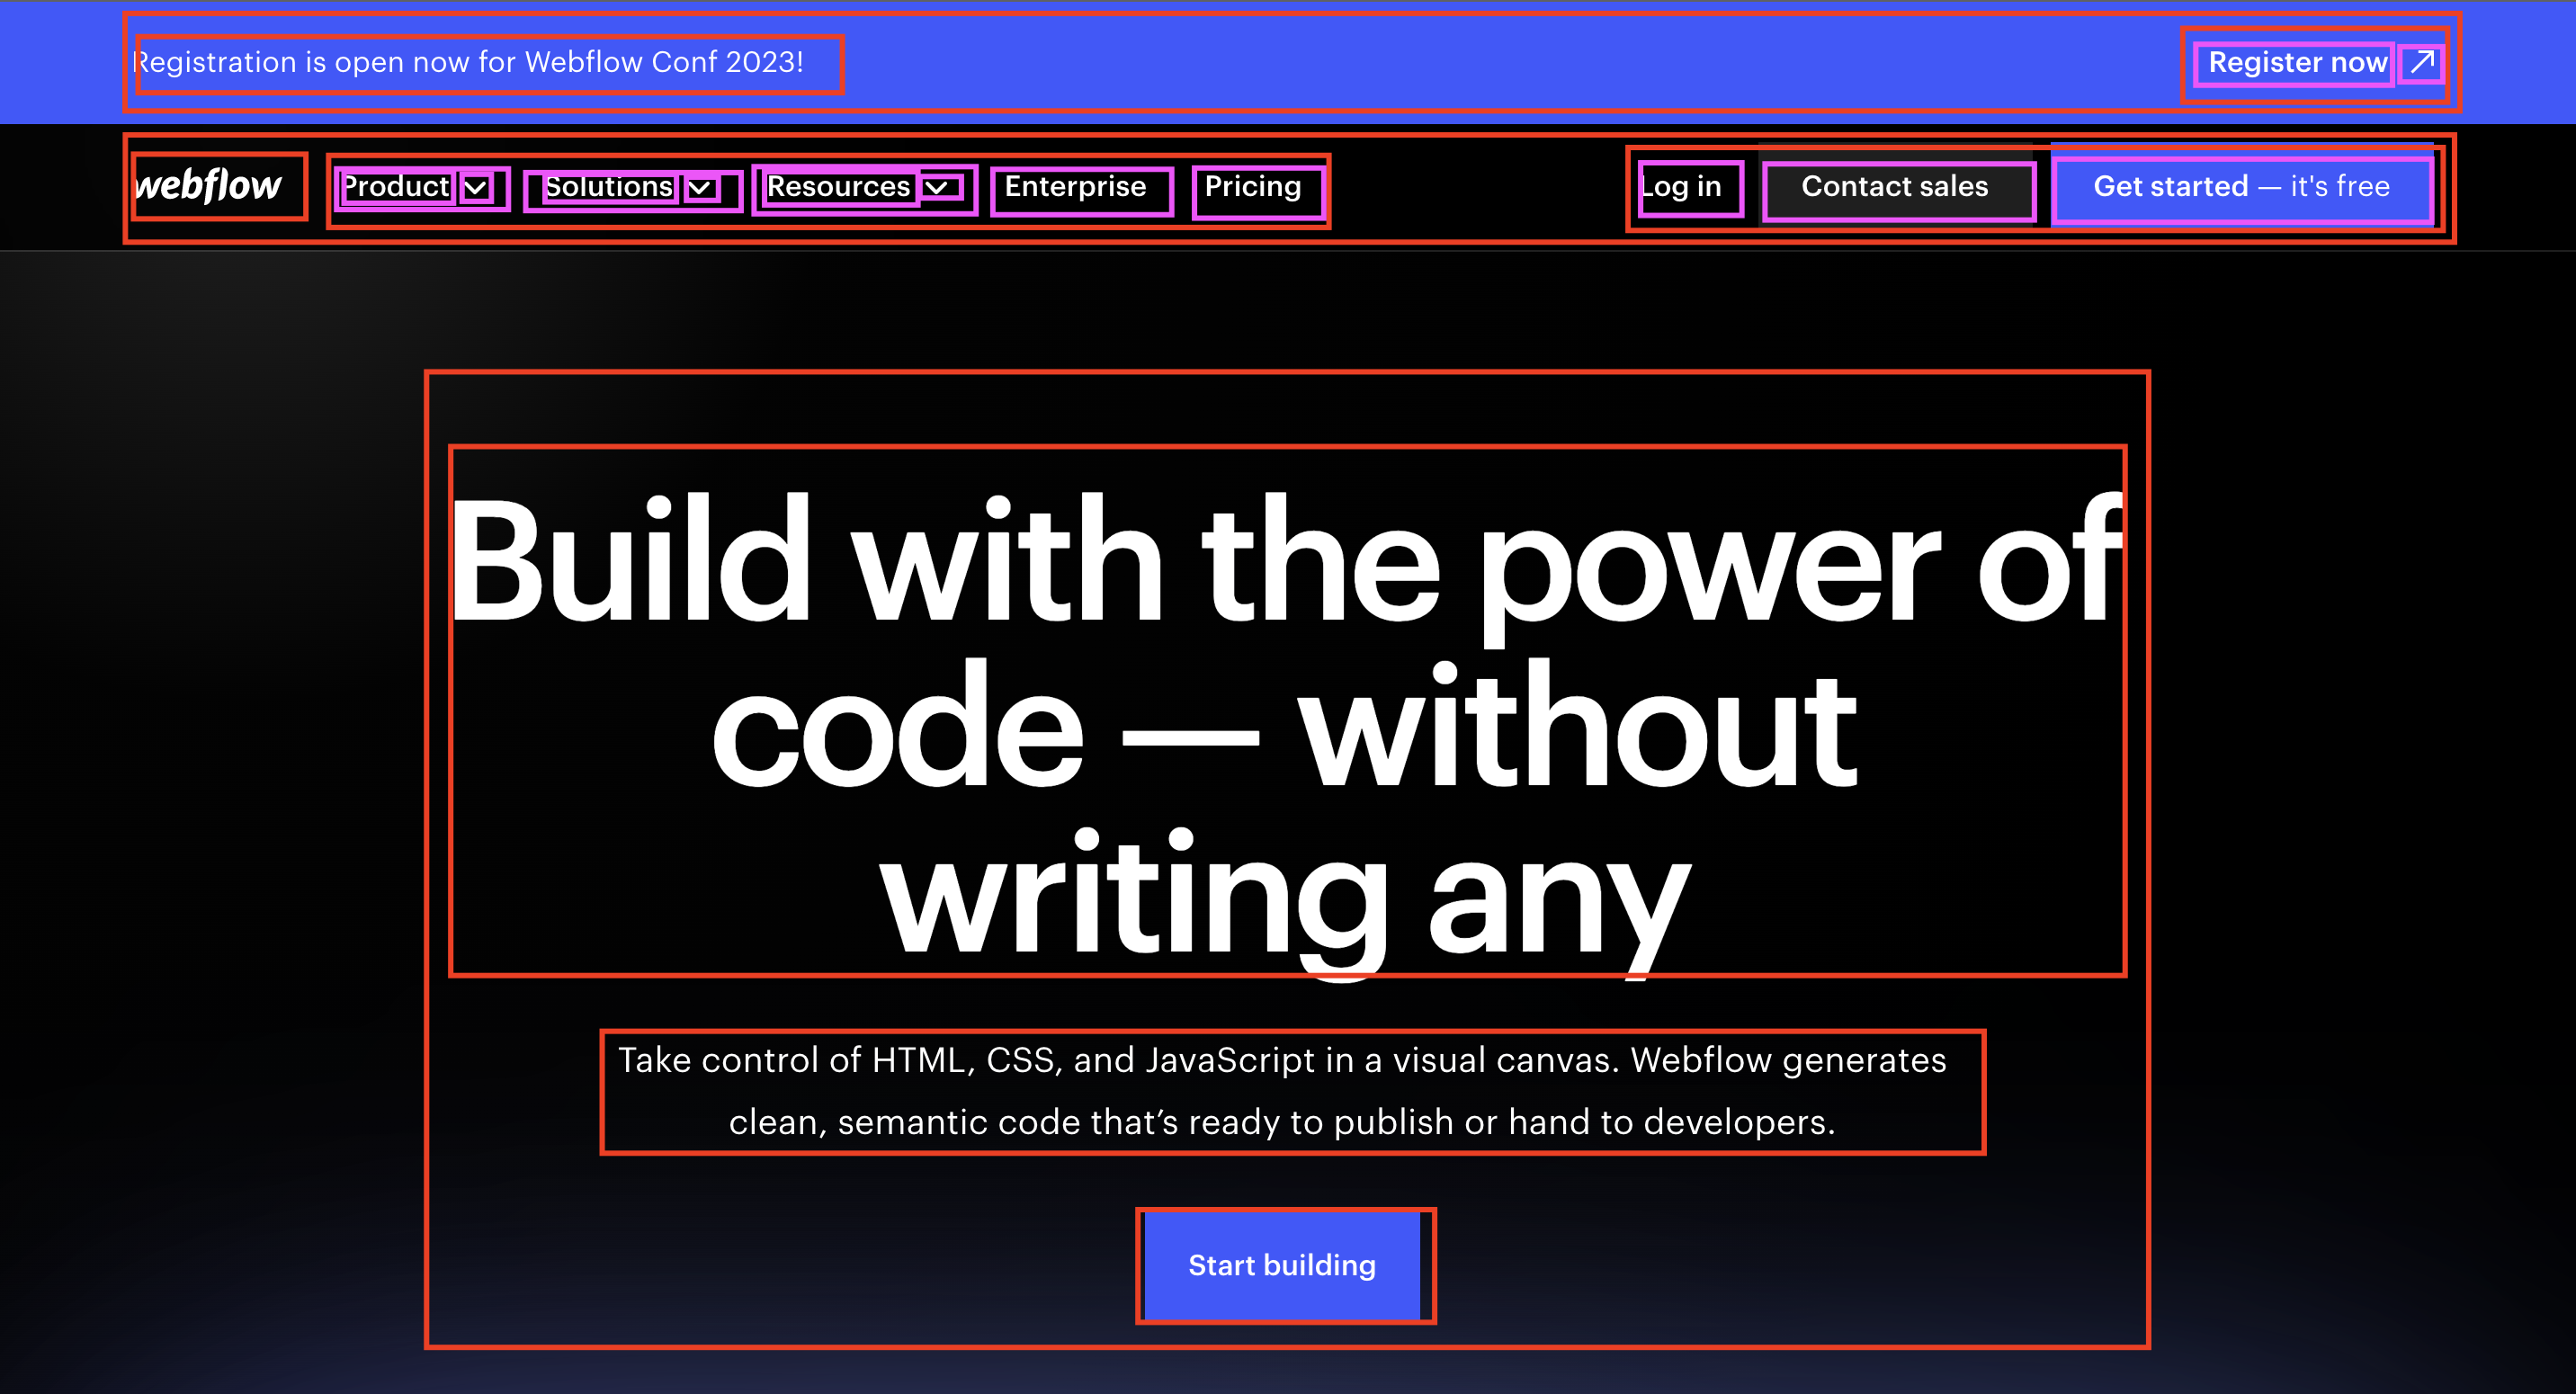 Registration is open now for Webflow Conf 2023!
Register now
webflow
Product
Solutions
Resources
Enterprise
Pricing
Log in
Contact sales
Get started — it's free
Build with the power of
code — without
writing any
Take control of HTML, CSS, and JavaScript in a visual canvas. Webflow generates
clean, semantic code that’s ready to publish or hand to developers.
Start building